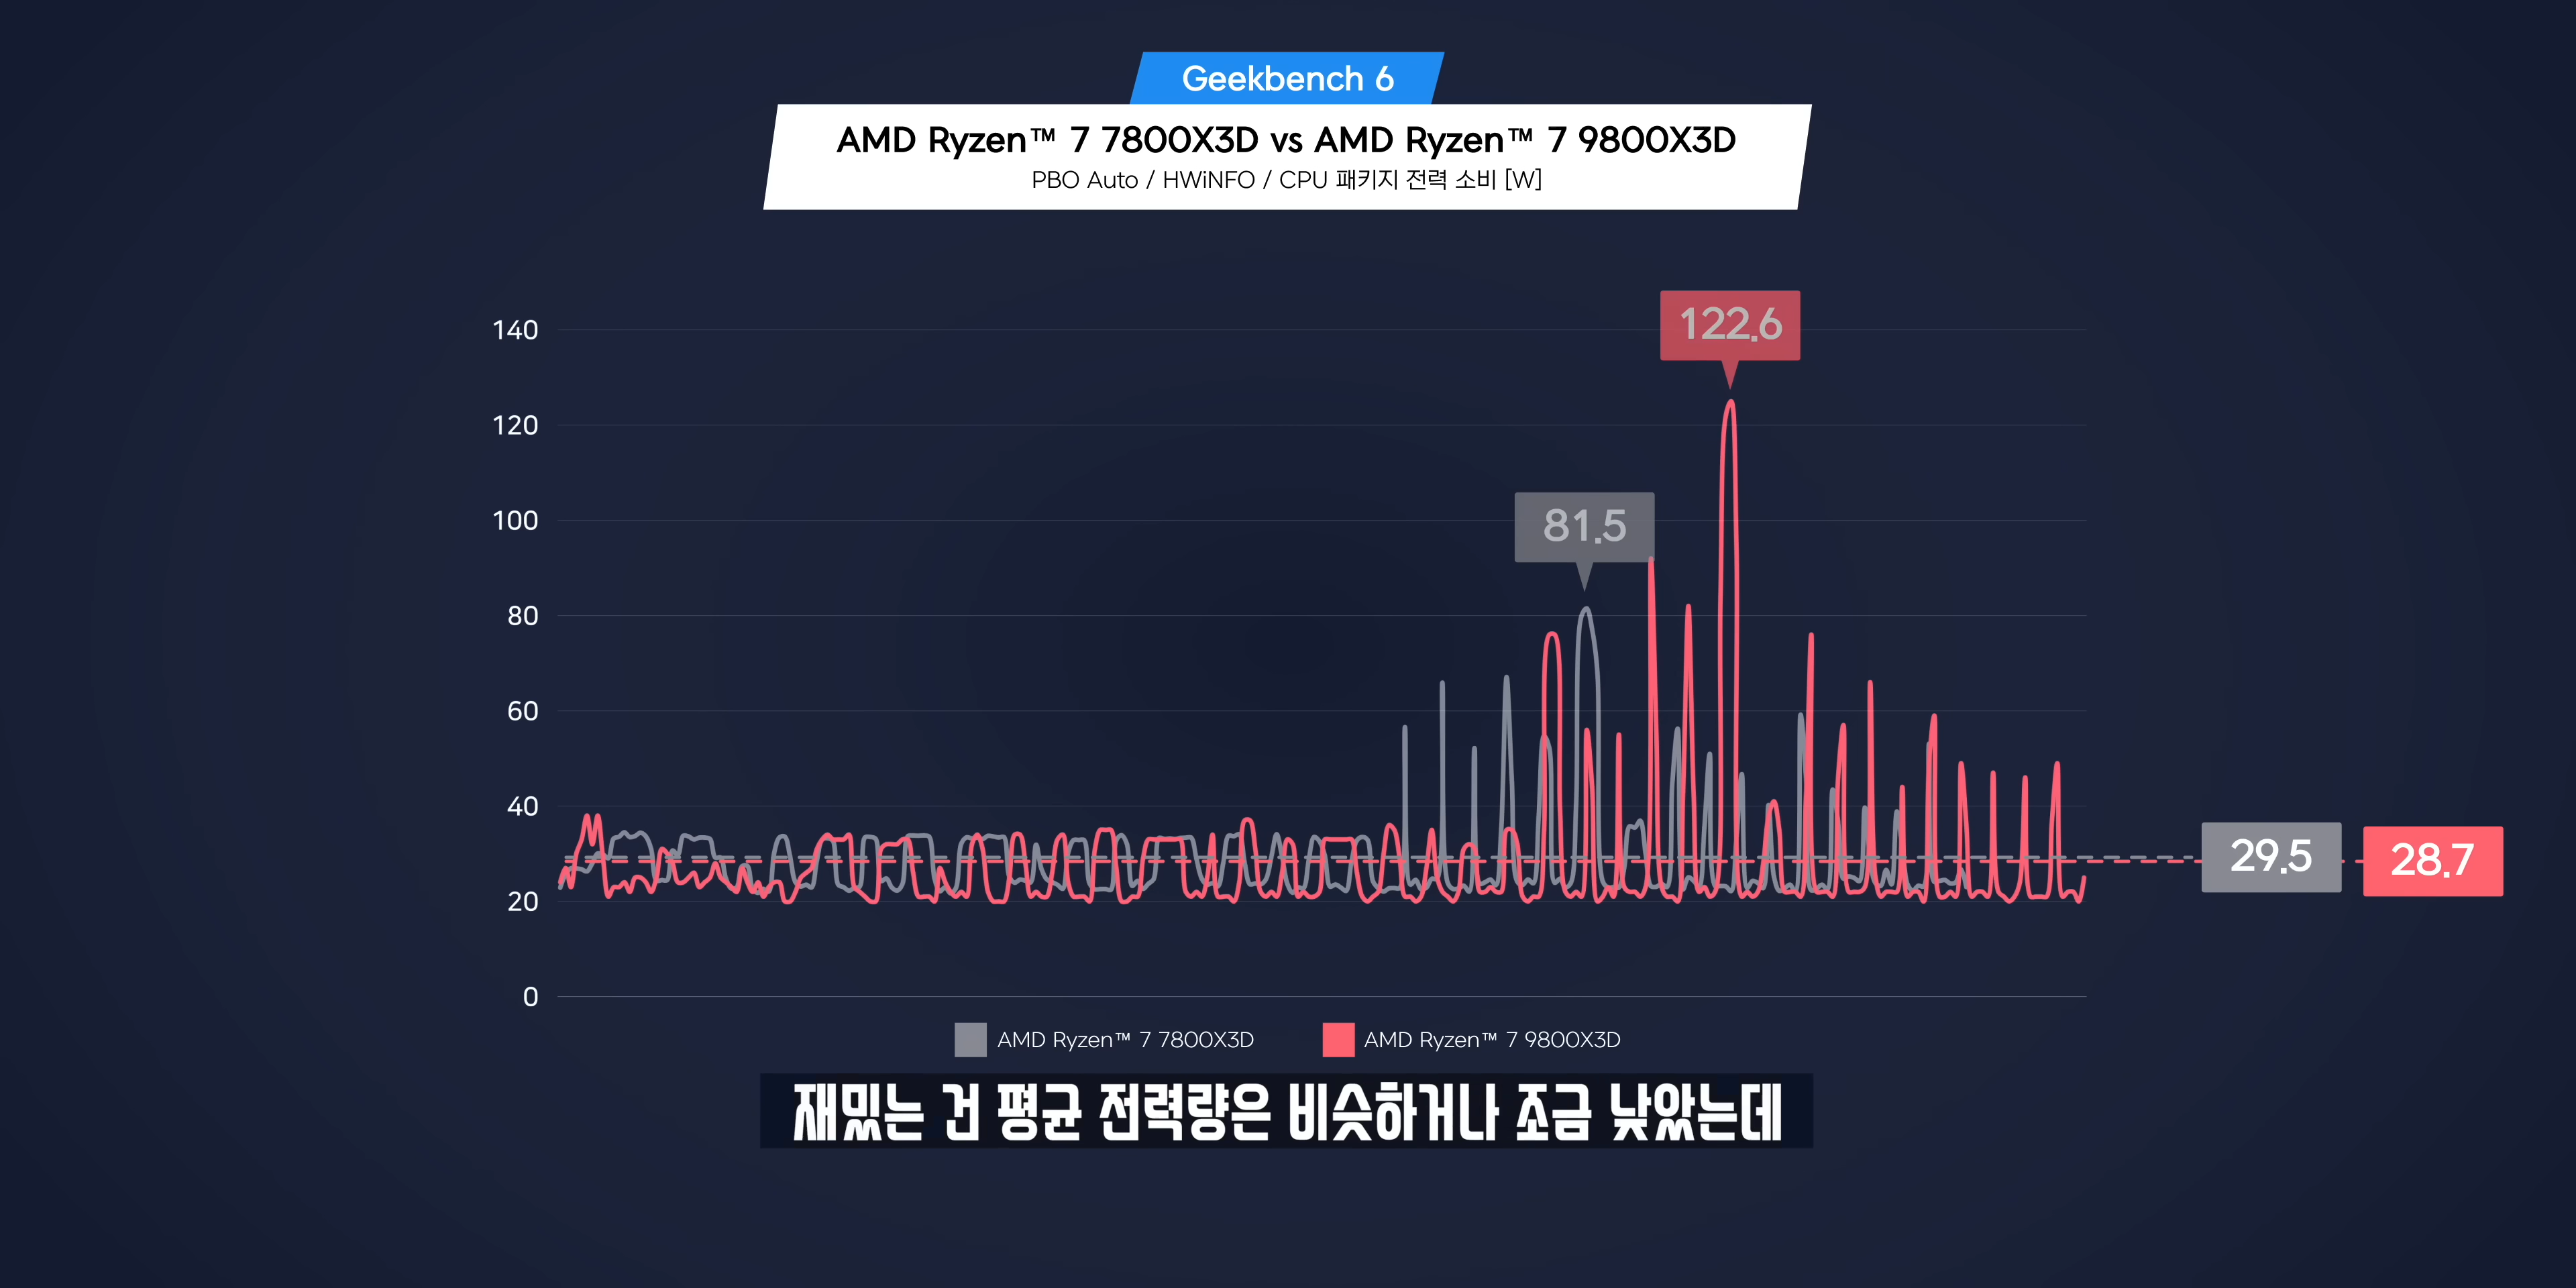 Geekbench 6
AMD Ryzen™ 7 7800X3D vs AMD Ryzen™ 7 9800X3D
PBO Auto / HWiNFO / CPU 패키지 전력 소비 [W]
140
122.6
120
100
81.5
80
60
40
29.5
28.7
20
0
AMD Ryzen™ 7 7800X3D
AMD Ryzen™ 7 9800X3D
재밌는 건 평균 전력량은 비슷하거나 조금 낮았는데